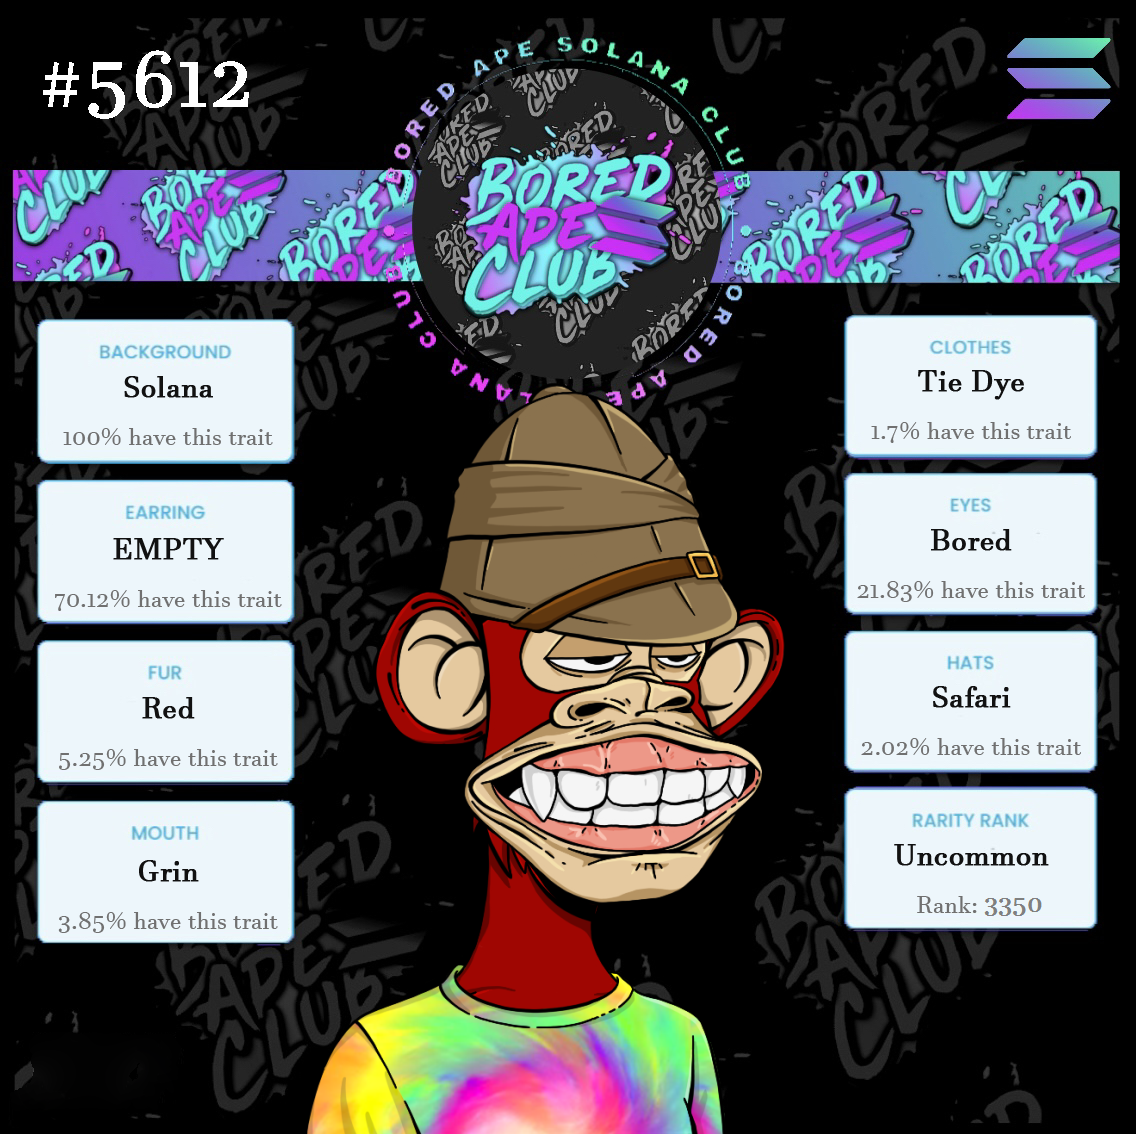 #5612
BORED APE SOLANA CLUB
BORED APE
LANA CLUB
BORED
APE
CLUB
BACKGROUND
Solana
100% have this trait
EARRING
EMPTY
70.12% have this trait
FUR
Red
5.25% have this trait
MOUTH
Grin
3.85% have this trait
CLOTHES
Tie Dye
1.7% have this trait
EYES
Bored
21.83% have this trait
HATS
Safari
2.02% have this trait
RARITY RANK
Uncommon
Rank: 3350